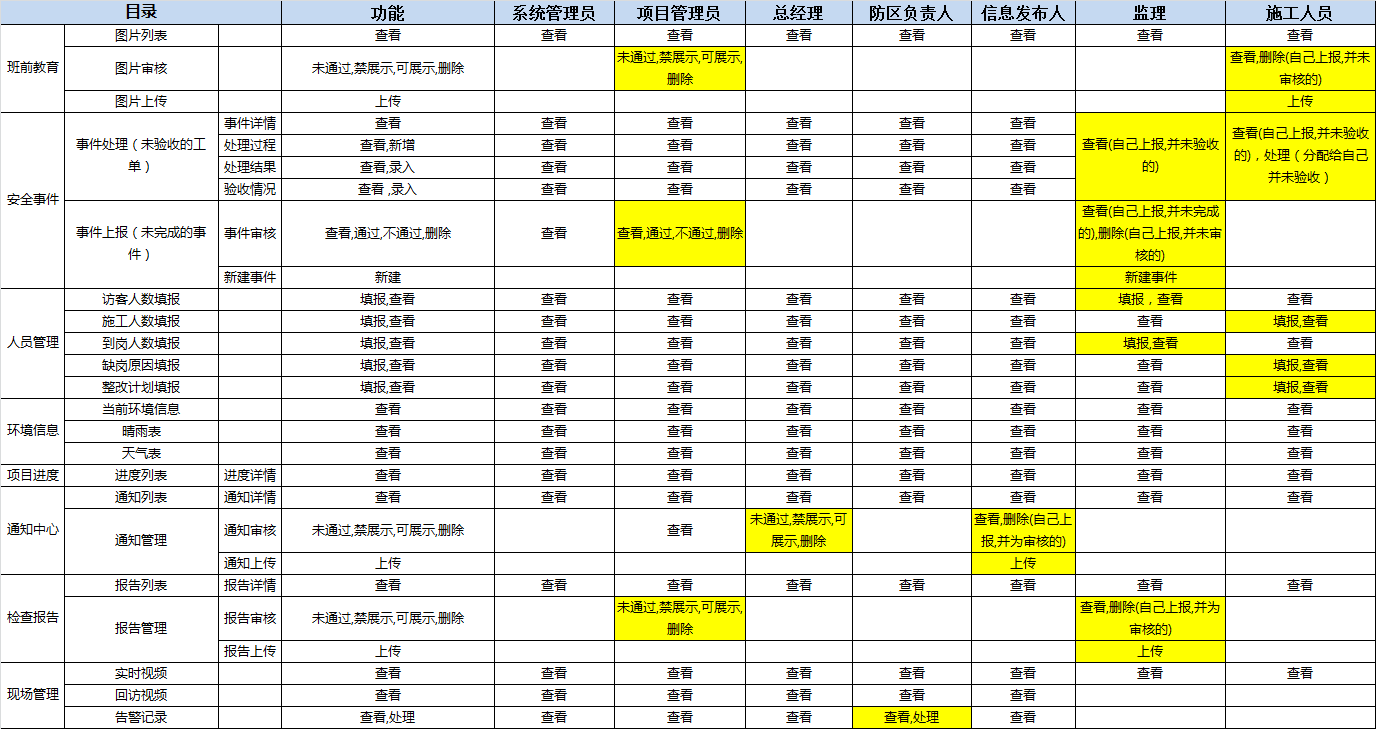 目录 功能 系统管理员 项目管理员 总经理 防区负责人 信息发布人 监理 施工人员
班前教育
图片列表 查看 查看 查看 查看 查看 查看 查看 查看
图片审核 未通过,禁展示,可展示,删除
未通过,禁展示,可展示,
删除
查看,删除(自己上报,并未
审核的)
图片上传 上传 上传
安全事件
事件处理（未验收的工
单）
事件详情 查看 查看 查看 查看 查看 查看
处理过程 查看,新增 查看 查看 查看 查看 查看
处理结果 查看,录入 查看 查看 查看 查看 查看
验收情况 查看 ,录入 查看 查看 查看 查看 查看
查看(自己上报,并未验收
的)
查看(自己上报,并未验收
的)，处理（分配给自己
并未验收）
事件上报（未完成的事
件）
事件审核 查看,通过,不通过,删除 查看 查看,通过,不通过,删除
查看(自己上报,并未完成
的),删除(自己上报,并未审
核的)
新建事件 新建 新建事件
人员管理
访客人数填报 填报,查看 查看 查看 查看 查看 查看 填报，查看 查看
施工人数填报 填报,查看 查看 查看 查看 查看 查看 查看 填报,查看
到岗人数填报 填报,查看 查看 查看 查看 查看 查看 填报,查看 查看
缺岗原因填报 填报,查看 查看 查看 查看 查看 查看 查看 填报,查看
整改计划填报 填报,查看 查看 查看 查看 查看 查看 查看 填报,查看
环境信息
当前环境信息 查看 查看 查看 查看 查看 查看 查看 查看
晴雨表 查看 查看 查看 查看 查看 查看 查看 查看
天气表 查看 查看 查看 查看 查看 查看 查看 查看
项目进度 进度列表 进度详情 查看 查看 查看 查看 查看 查看 查看 查看
通知中心
通知列表 通知详情 查看 查看 查看 查看 查看 查看 查看 查看
通知管理
通知审核 未通过,禁展示,可展示,删除 查看
未通过,禁展示,可
展示,删除
查看,删除(自己上
报,并为审核的)
通知上传 上传 上传
检查报告
报告列表 报告详情 查看 查看 查看 查看 查看 查看 查看 查看
报告管理
报告审核 未通过,禁展示,可展示,删除
未通过,禁展示,可展示,
删除
查看,删除(自己上报,并为
审核的)
报告上传 上传 上传
现场管理
实时视频 查看 查看 查看 查看 查看 查看 查看 查看
回访视频 查看 查看 查看 查看 查看 查看
告警记录 查看,处理 查看 查看 查看 查看,处理 查看